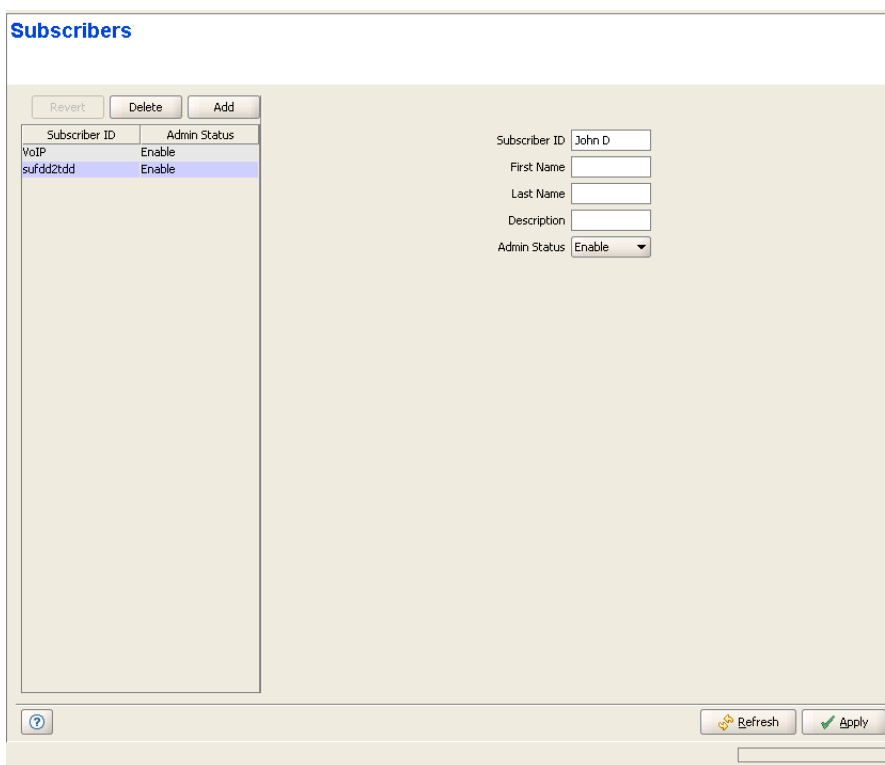 Subscribers
Revert Delete Add
Subscriber ID Admin Status
VoIP Enable
sufdd2tdd Enable
Subscriber ID John D
First Name
Last Name
Description
Admin Status Enable
? Refresh Apply